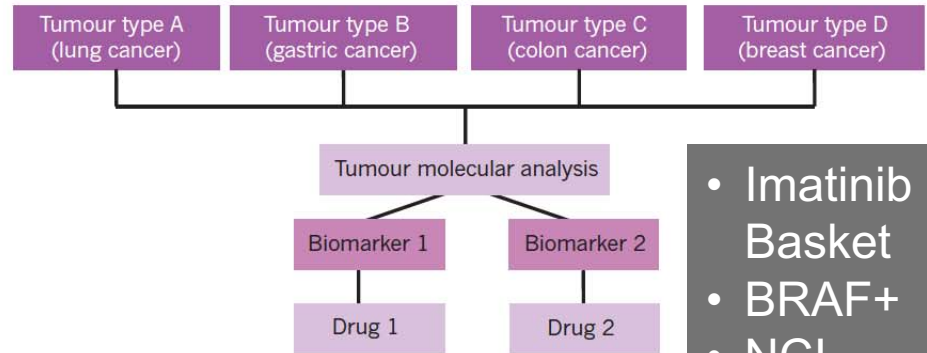 Tumour type A
(lung cancer)
Tumour type B
(gastric cancer)
Tumour type C
(colon cancer)
Tumour type D
(breast cancer)
Tumour molecular analysis
Biomarker 1
Biomarker 2
Drug 1
Drug 2
• Imatinib
Basket
• BRAF+
• NCI